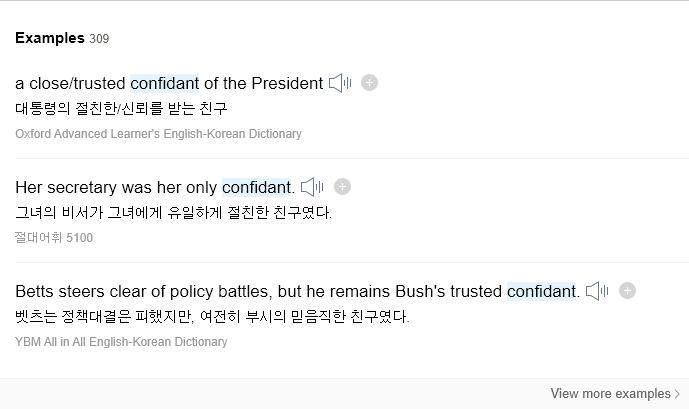 Examples 309
a close/trusted confidant of the President
대통령의 절친한/신뢰를 받는 친구
Oxford Advanced Learner's English-Korean Dictionary
Her secretary was her only confidant.
그녀의 비서가 그녀에게 유일하게 절친한 친구였다.
절대어휘 5100
Betts steers clear of policy battles, but he remains Bush's trusted confidant.
벳츠는 정책대결은 피했지만, 여전히 부시의 믿음직한 친구였다.
YBM All in All English-Korean Dictionary
View more examples